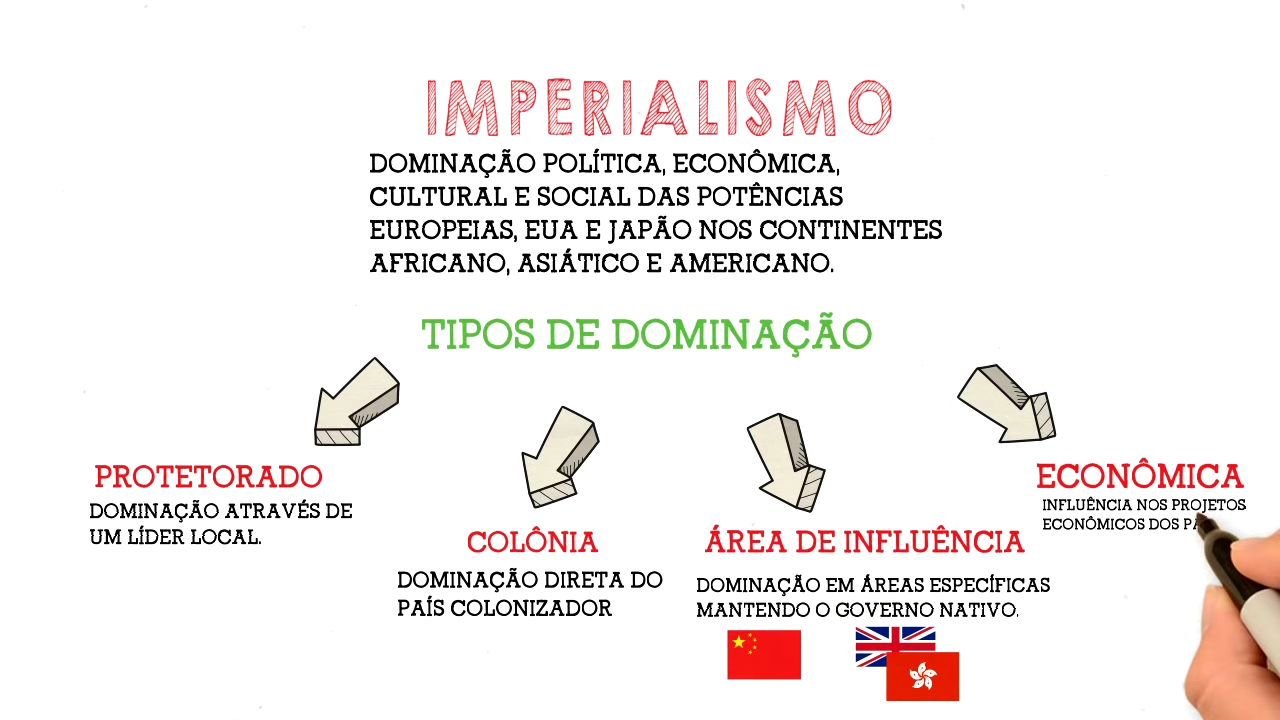 IMPERIALISMO
DOMINAÇÃO POLÍTICA, ECONÔMICA,
CULTURAL E SOCIAL DAS POTÊNCIAS
EUROPEIAS, EUA E JAPÃO NOS CONTINENTES
AFRICANO, ASIÁTICO E AMERICANO.
TIPOS DE DOMINAÇÃO
PROTETORADO
DOMINAÇÃO ATRAVÉS DE
UM LÍDER LOCAL.
COLÔNIA
DOMINAÇÃO DIRETA DO
PAÍS COLONIZADOR
ÁREA DE INFLUÊNCIA
DOMINAÇÃO EM ÁREAS ESPECÍFICAS
MANTENDO O GOVERNO NATIVO.
ECONÔMICA
INFLUÊNCIA NOS PROJETOS
ECONÔMICOS DOS